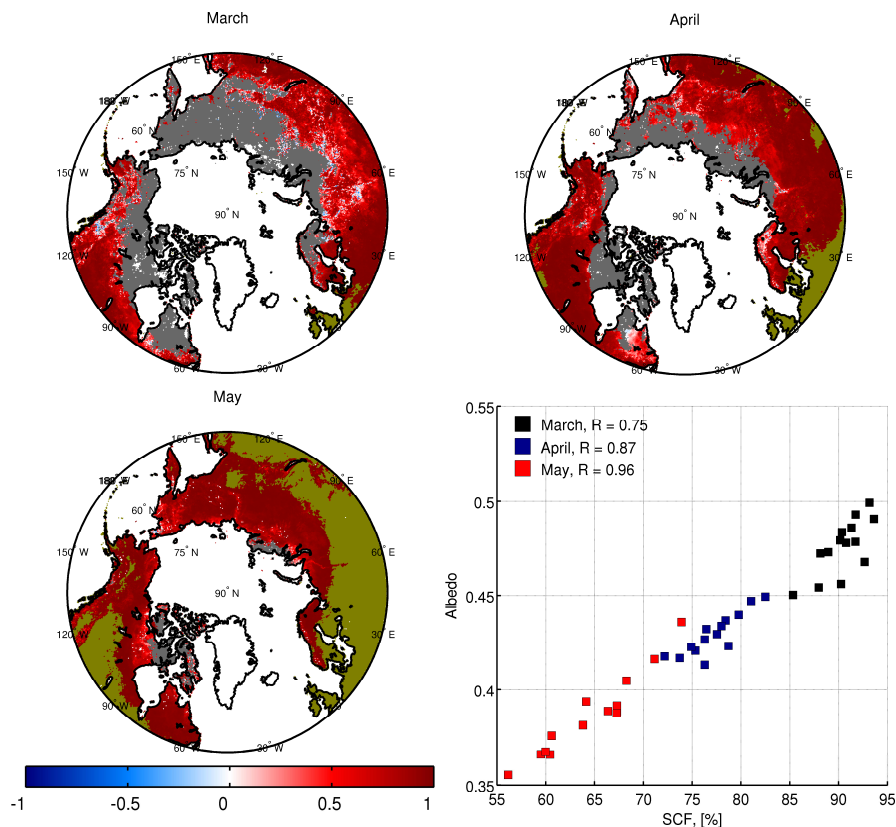 March
April
150° E
120° E
90° E
60° E
30° E
180° W
60° N
75° N
90° N
150° W
120° W
90° W
60° W
30° W
150° E
120° E
90° E
60° E
30° E
180° W
60° N
75° N
90° N
150° W
120° W
90° W
60° W
30° W
May
150° E
120° E
90° E
60° E
30° E
180° W
60° N
75° N
90° N
150° W
120° W
90° W
60° W
30° W
-1
-0.5
0
0.5
1
0.55
0.5
0.45
0.4
0.35
Albedo
March, R = 0.75
April, R = 0.87
May, R = 0.96
55
60
65
70
75
80
85
90
95
SCF, [%]